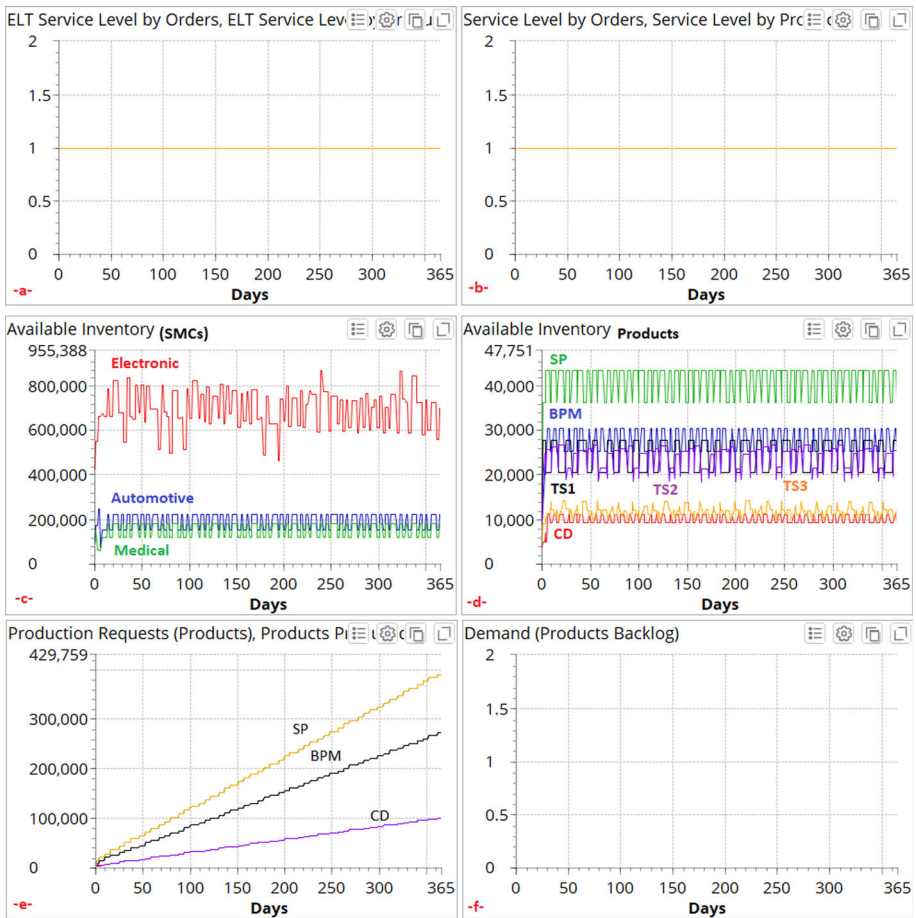 ELT Service Level by Orders, ELT Service Level
2
1.5
1
0.5
0
0 50 100 150 200 250 300 365
-a-
Days
Service Level by Orders, Service Level by
2
1.5
1
0.5
0
0 50 100 150 200 250 300 365
-b-
Days
Available Inventory (SMCs)
955,388
Electronic
800,000
600,000
400,000
Automotive
200,000
Medical
0
0 50 100 150 200 250 300 365
-c-
Days
Available Inventory Products
47,751
SP
40,000
BPM
30,000
20,000
TS1 TS2 TS3
10,000
CD
0
0 50 100 150 200 250 300 365
-d-
Days
Production Requests (Products), Products
429,759
300,000
SP
BPM
200,000
100,000
CD
0
0 50 100 150 200 250 300 365
-e-
Days
Demand (Products Backlog)
2
1.5
1
0.5
0
0 50 100 150 200 250 300 365
-f-
Days